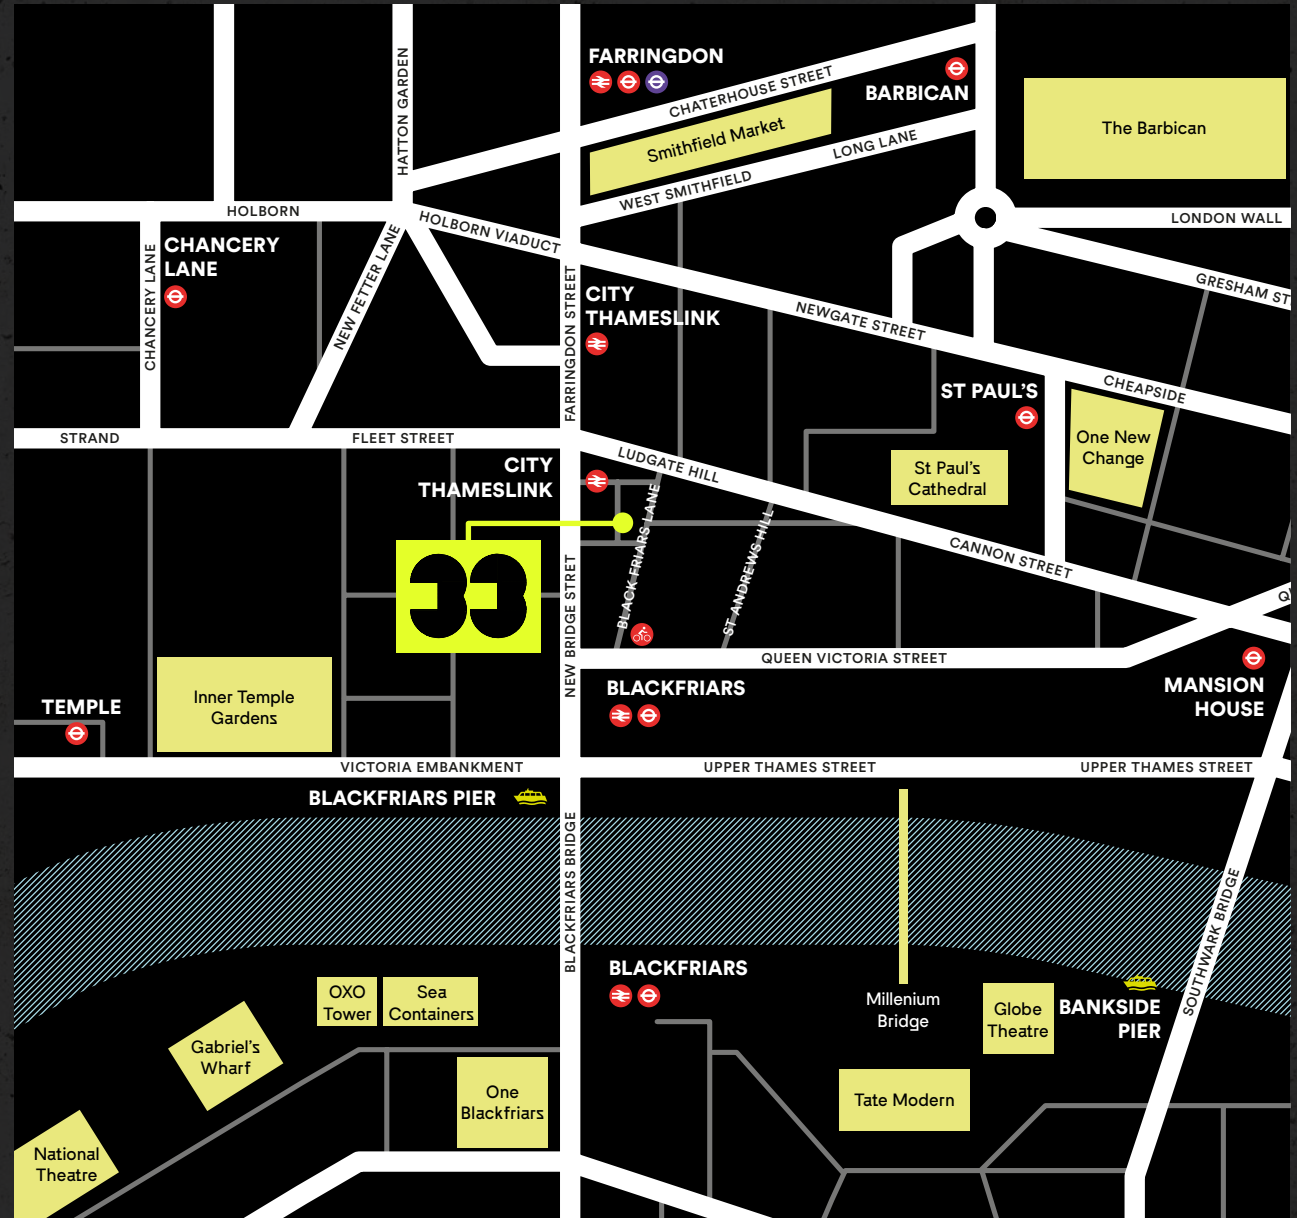 FARRINGDON
HATTON GARDEN
CHATERHOUSE STREET
BARBICAN
The Barbican
Smithfield Market
LONG LANE
WEST SMITHFIELD
HOLBORN
HOLBORN VIADUCT
LONDON WALL
CHANCERY
LANE
CHANCERY LANE
NEW FETTER LANE
FARRINGDON STREET
CITY
THAMESLINK
NEWGATE STREET
GRESHAM ST
CHEAPSIDE
ST PAUL'S
One New
Change
STRAND
FLEET STREET
LUDGATE HILL
St Paul's
Cathedral
CITY
THAMESLINK
BLACK FRIARS LANE
ST ANDREWS HILL
CANNON STREET
33
NEW BRIDGE STRET
QUEEN VICTORIA STREET
MANSION
HOUSE
BLACKFRIARS
Inner Temple
Gardens
TEMPLE
VICTORIA EMBANKMENT
UPPER THAMES STREET
UPPER THAMES STREET
BLACKFRIARS PIER
BLACKFRIARS BRIDGE
SOUTHWARK BRIDGE
BLACKFRIARS
OXO
Tower
Sea
Containers
Millenium
Bridge
Globe
Theatre
BANKSIDE
PIER
Gabriel's
Wharf
One
Blackfriars
Tate Modern
National
Theatre